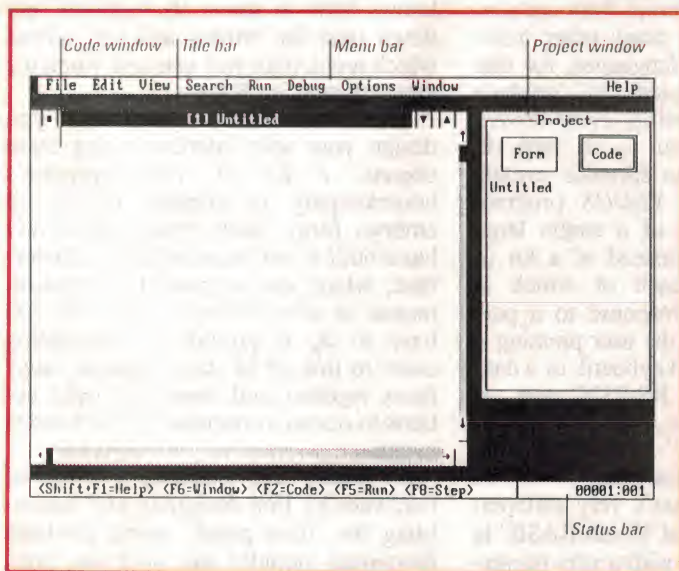 Code window Title bar Menu bar Project window
File Edit View Search Run Debug Options Window Help
[1] Untitled
Project
Form Code
Untitled
<Shift+F1=Help> <F6=Window> <F2=Code> <F5=Run> <F8=Step> 00001:001
Status bar